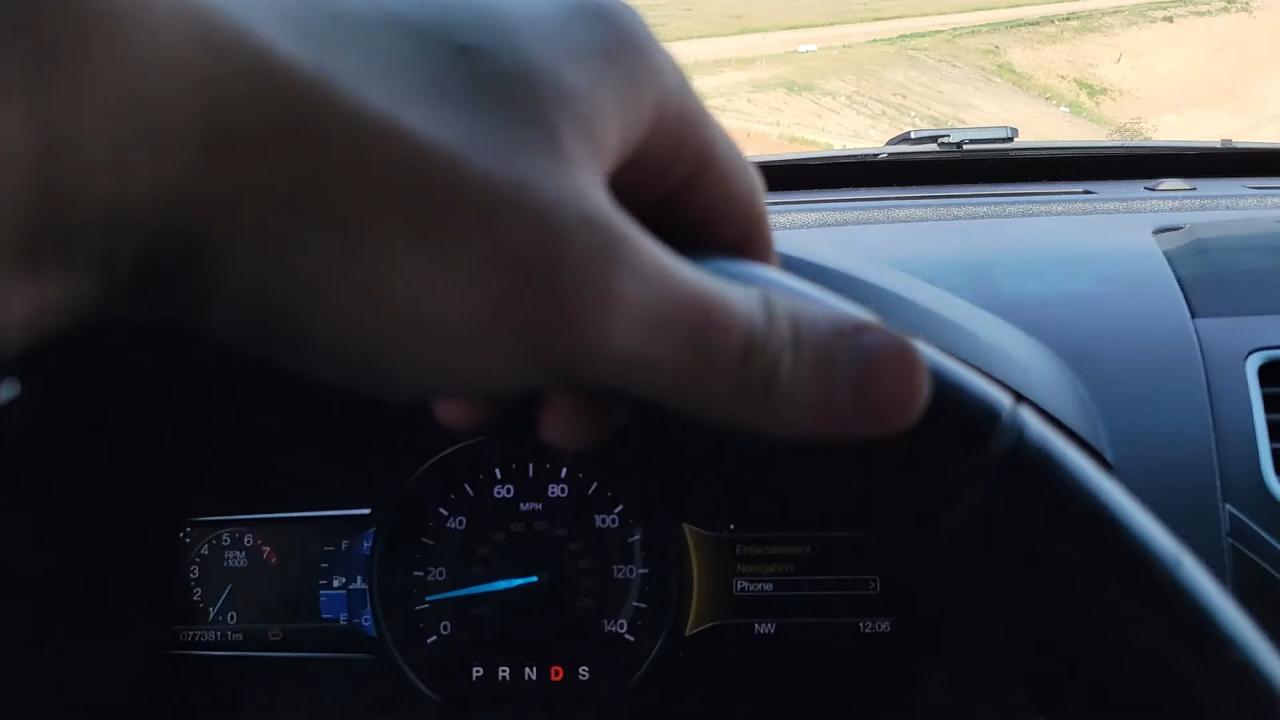 4 5 6 7
RPM
x1000
3
2
1 0
F H
E C
077381.1mi
60 80
MPH
40 100
20 120
0 140
P R N D S
Entertainment
Navigation
Phone >
NW 12:06